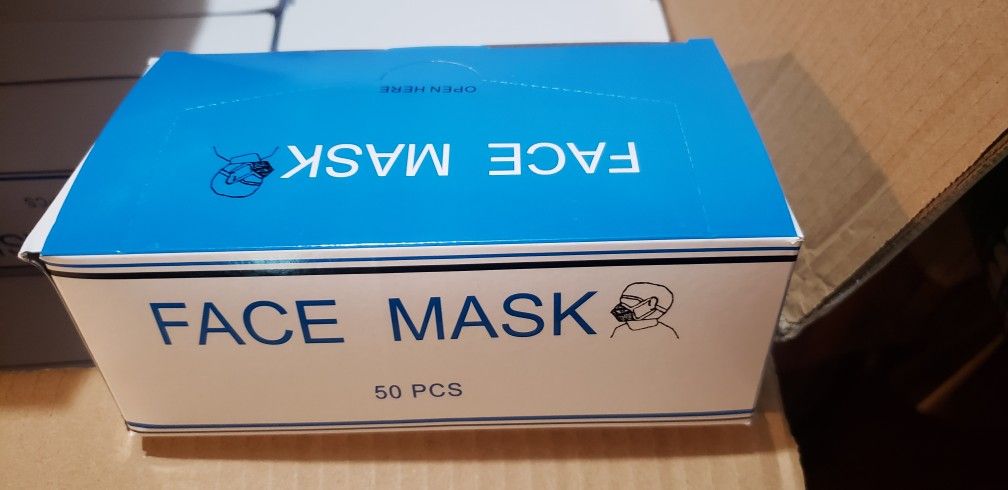 OPEN HERE
FACE MASK
FACE MASK
50 PCS